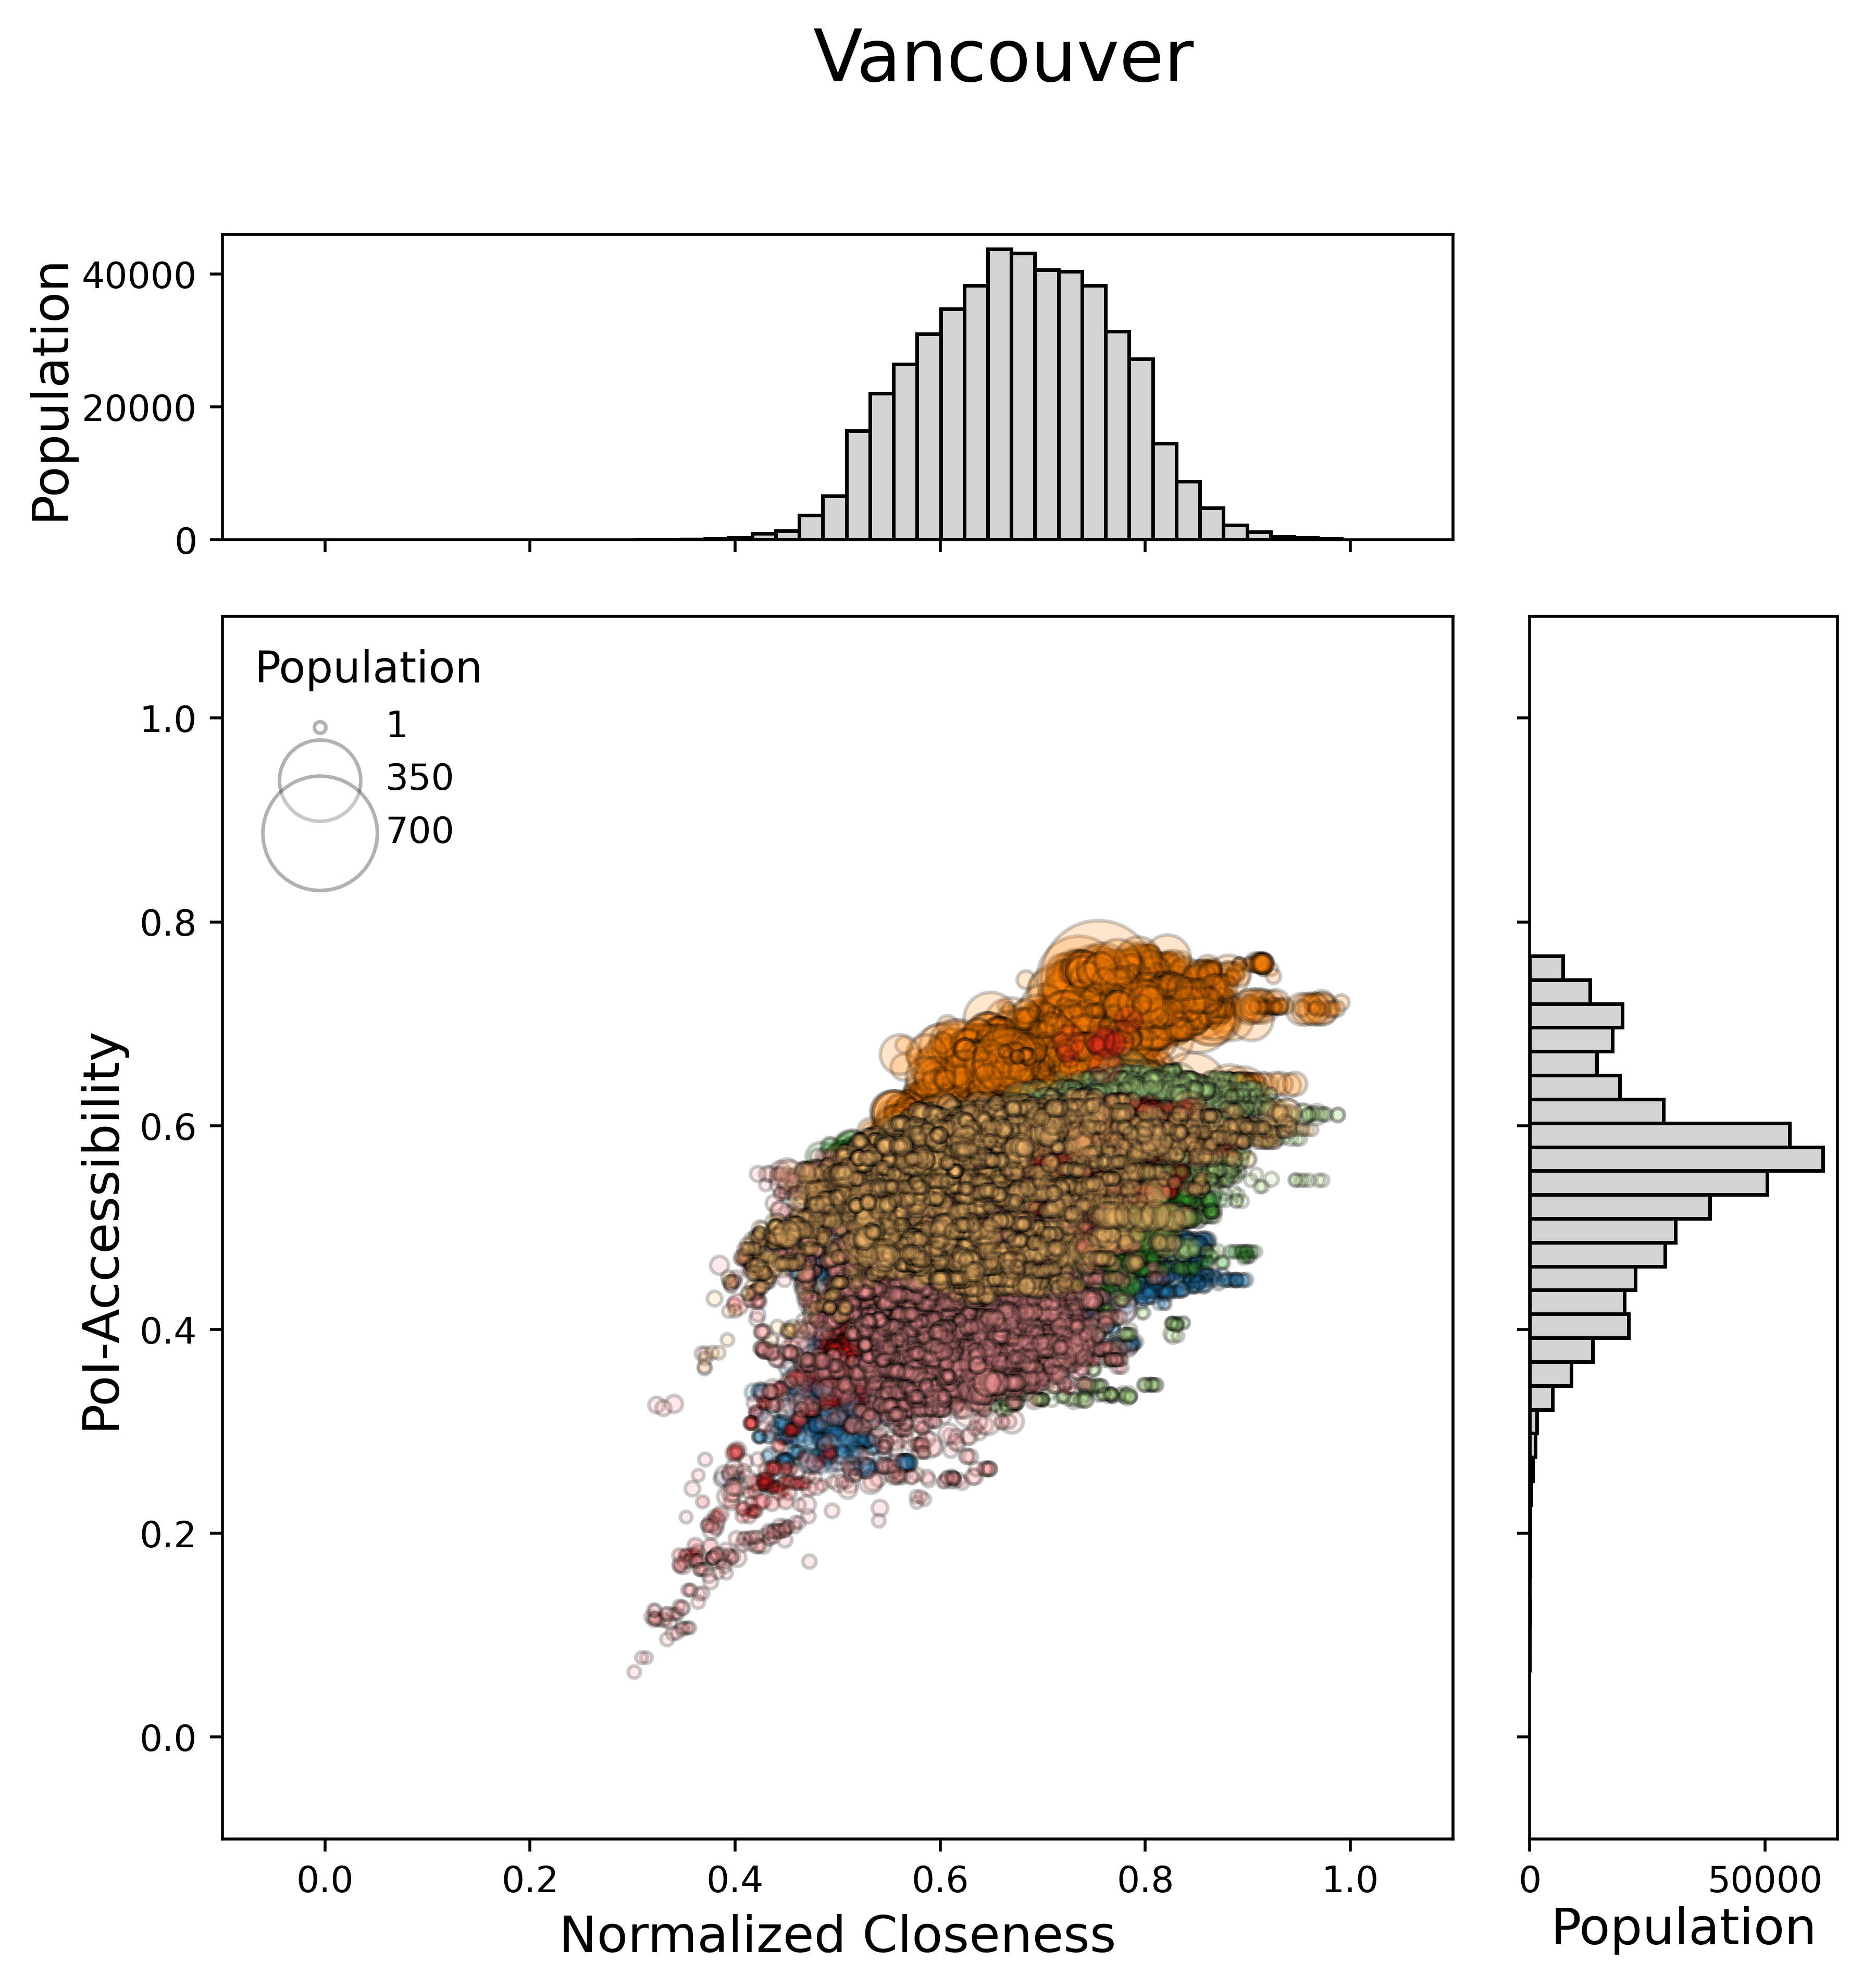 Vancouver
Population
40000
20000
0
Population
1
350
700
PoI-Accessibility
1.0
0.8
0.6
0.4
0.2
0.0
0.0 0.2 0.4 0.6 0.8 1.0
Normalized Closeness
0 50000
Population